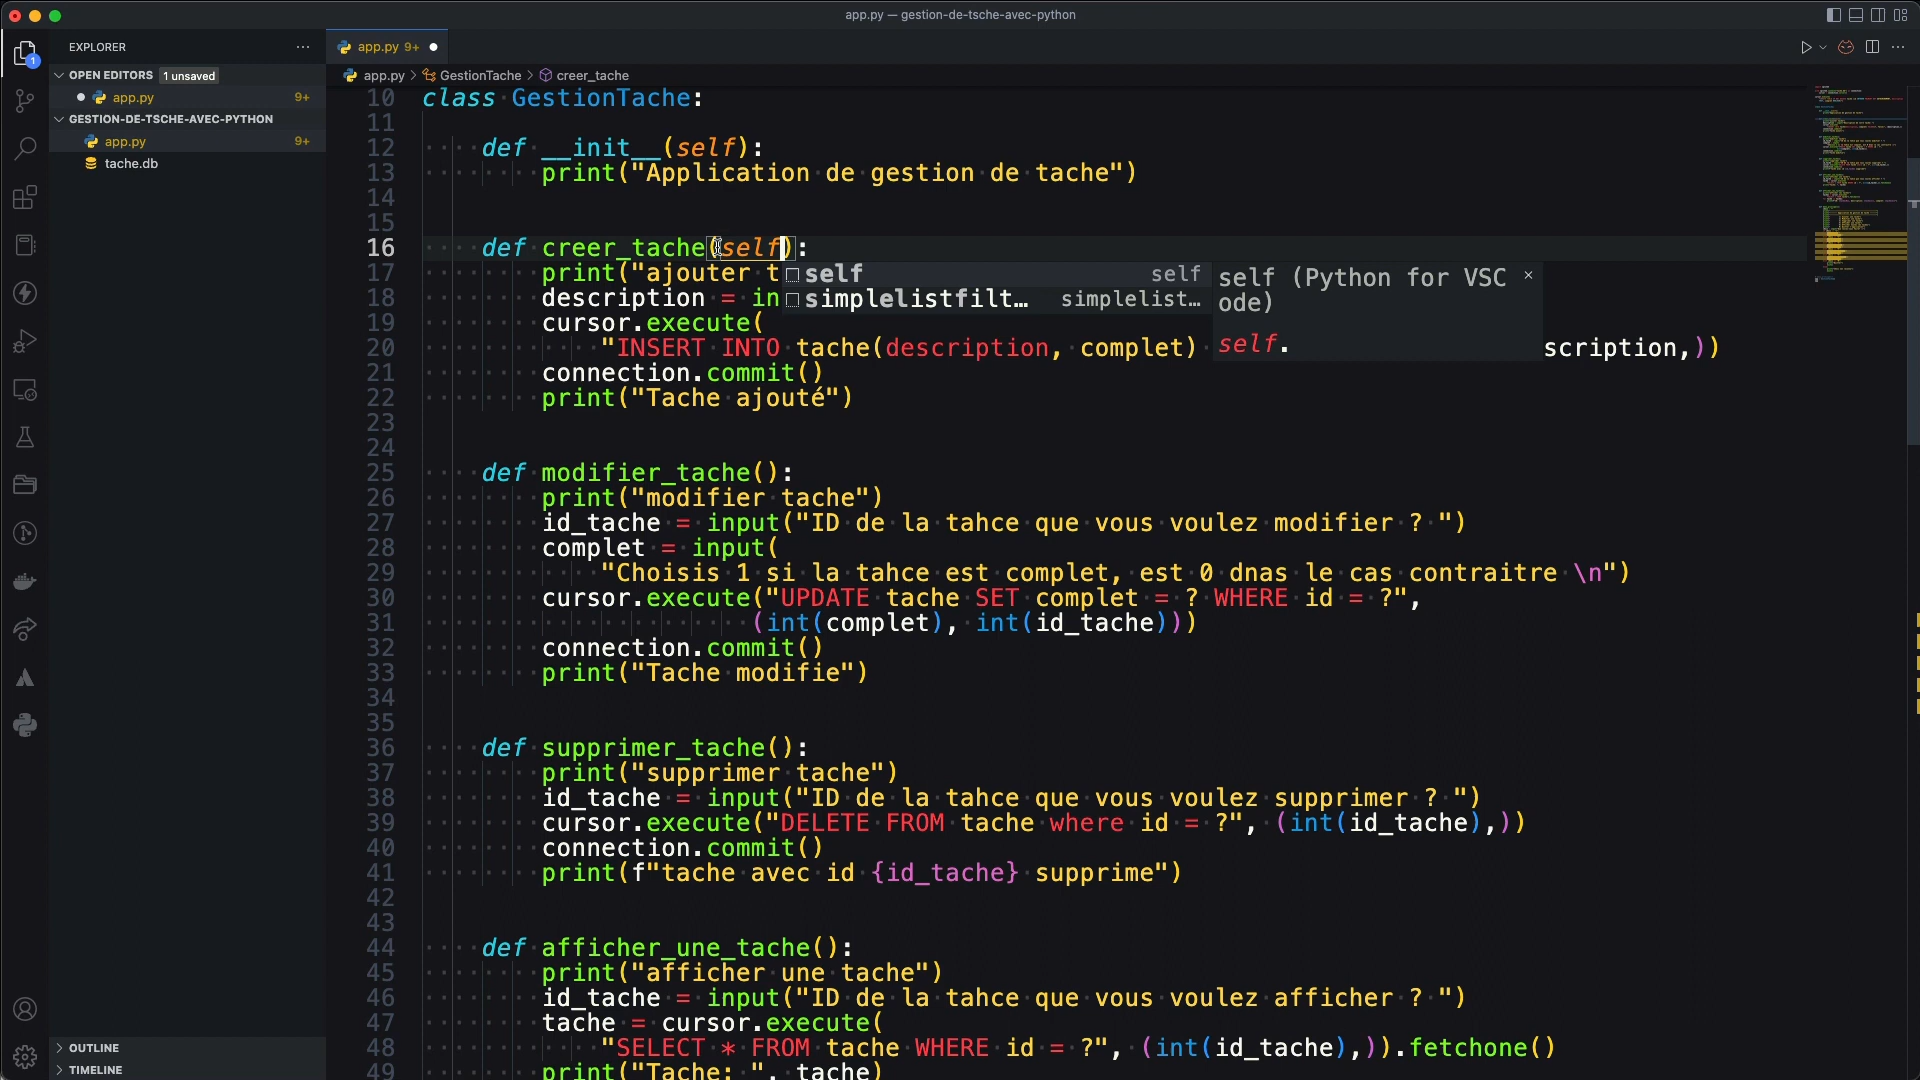 app.py — gestion-de-tsche-avec-python
EXPLORER
OPEN EDITORS 1 unsaved
app.py 9+
GESTION-DE-TSCHE-AVEC-PYTHON
app.py 9+
tache.db
OUTLINE
TIMELINE
1
app.py 9+
app.py > GestionTache > creer_tache
10 class GestionTache:
11
12 def __init__(self):
13 print("Application de gestion de tache")
14
15
16 def creer_tache(self):
17 print("ajouter t
18 description = in
19 cursor.execute(
20 "INSERT INTO tache(description, complet) scription,))
21 connection.commit()
22 print("Tache ajouté")
23
24
25 def modifier_tache():
26 print("modifier tache")
27 id_tache = input("ID de la tahce que vous voulez modifier ? ")
28 complet = input(
29 "Choisis 1 si la tahce est complet, est 0 dnas le cas contraitre \n")
30 cursor.execute("UPDATE tache SET complet = ? WHERE id = ?",
31 (int(complet), int(id_tache)))
32 connection.commit()
33 print("Tache modifie")
34
35
36 def supprimer_tache():
37 print("supprimer tache")
38 id_tache = input("ID de la tahce que vous voulez supprimer ? ")
39 cursor.execute("DELETE FROM tache where id = ?", (int(id_tache),))
40 connection.commit()
41 print(f"tache avec id {id_tache} supprime")
42
43
44 def afficher_une_tache():
45 print("afficher une tache")
46 id_tache = input("ID de la tahce que vous voulez afficher ? ")
47 tache = cursor.execute(
48 "SELECT * FROM tache WHERE id = ?", (int(id_tache),)).fetchone()
49 print("Tache: ", tache)
self self
simplelistfilt… simplelist…
self (Python for VSC
ode)
self.